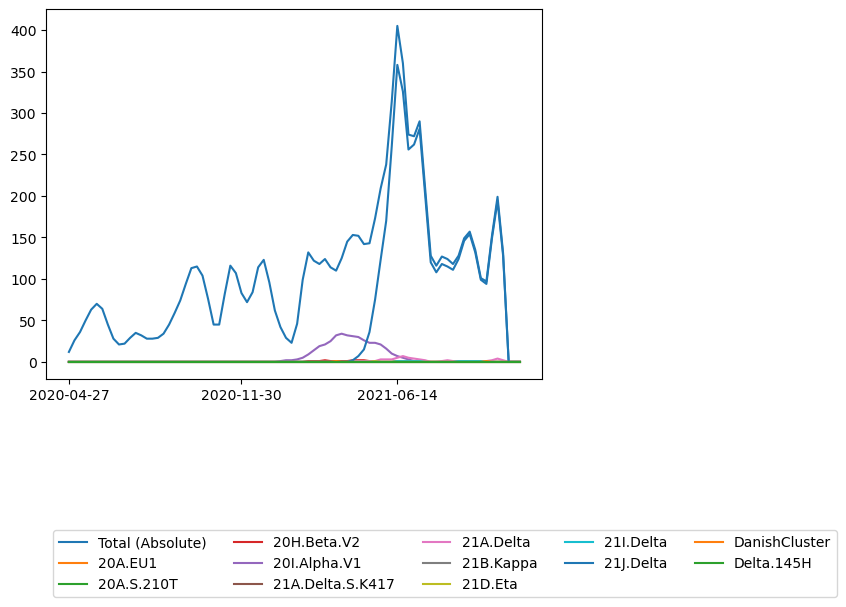 400
350
300
250
200
150
100
50
0
2020-04-27 2020-11-30 2021-06-14
Total (Absolute) 20H.Beta.V2 21A.Delta 21I.Delta DanishCluster
20A.EU1 20I.Alpha.V1 21B.Kappa 21J.Delta Delta.145H
20A.S.210T 21A.Delta.S.K417 21D.Eta